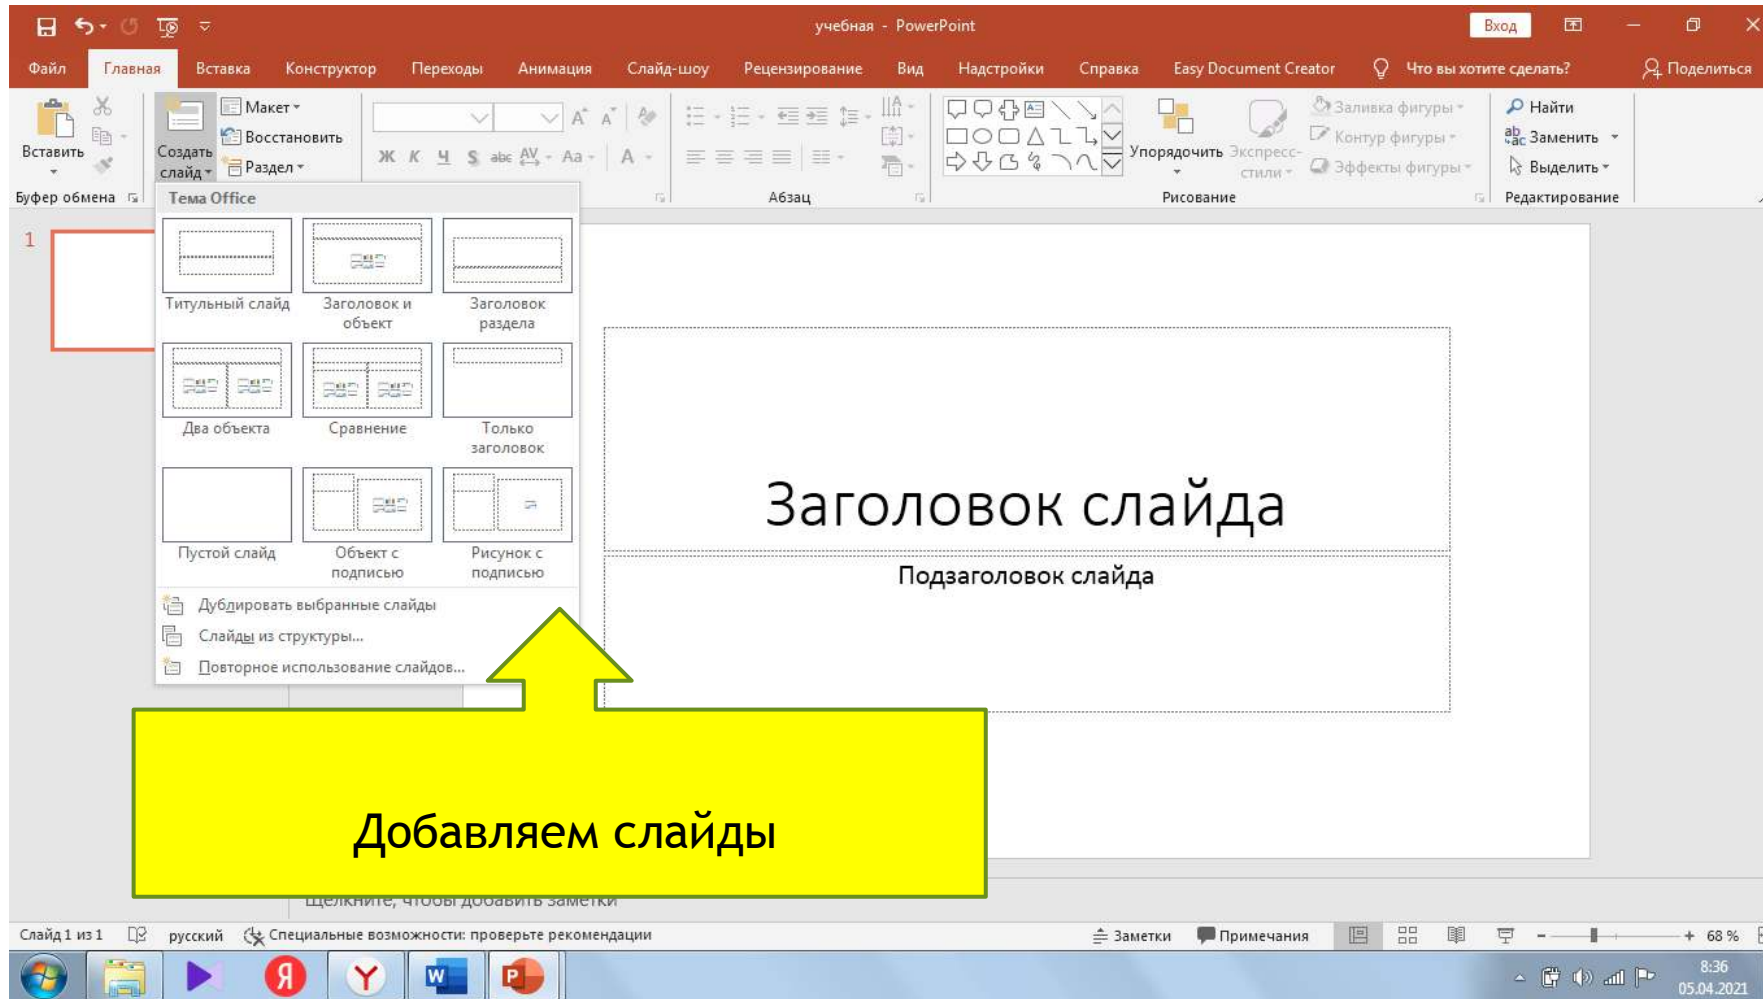 учебная - PowerPoint
Вход
Файл Главная Вставка Конструктор Переходы Анимация Слайд-шоу Рецензирование Вид Надстройки Справка Easy Document Creator Что вы хотите сделать? Поделиться
Вставить
Создать слайд
Макет
Восстановить
Раздел
Ж К Ч S abc AV Aa A
Упорядочить
Экспресс-стили
Заливка фигуры
Контур фигуры
Эффекты фигуры
Найти
Заменить
Выделить
Буфер обмена
Абзац
Рисование
Редактирование
Тема Office
1
Титульный слайд
Заголовок и объект
Заголовок раздела
Два объекта
Сравнение
Только заголовок
Пустой слайд
Объект с подписью
Рисунок с подписью
Дублировать выбранные слайды
Слайды из структуры...
Повторное использование слайдов...
Заголовок слайда
Подзаголовок слайда
Добавляем слайды
Щелкните, чтобы добавить заметки
Слайд 1 из 1 русский Специальные возможности: проверьте рекомендации Заметки Примечания 68 %
8:36
05.04.2021